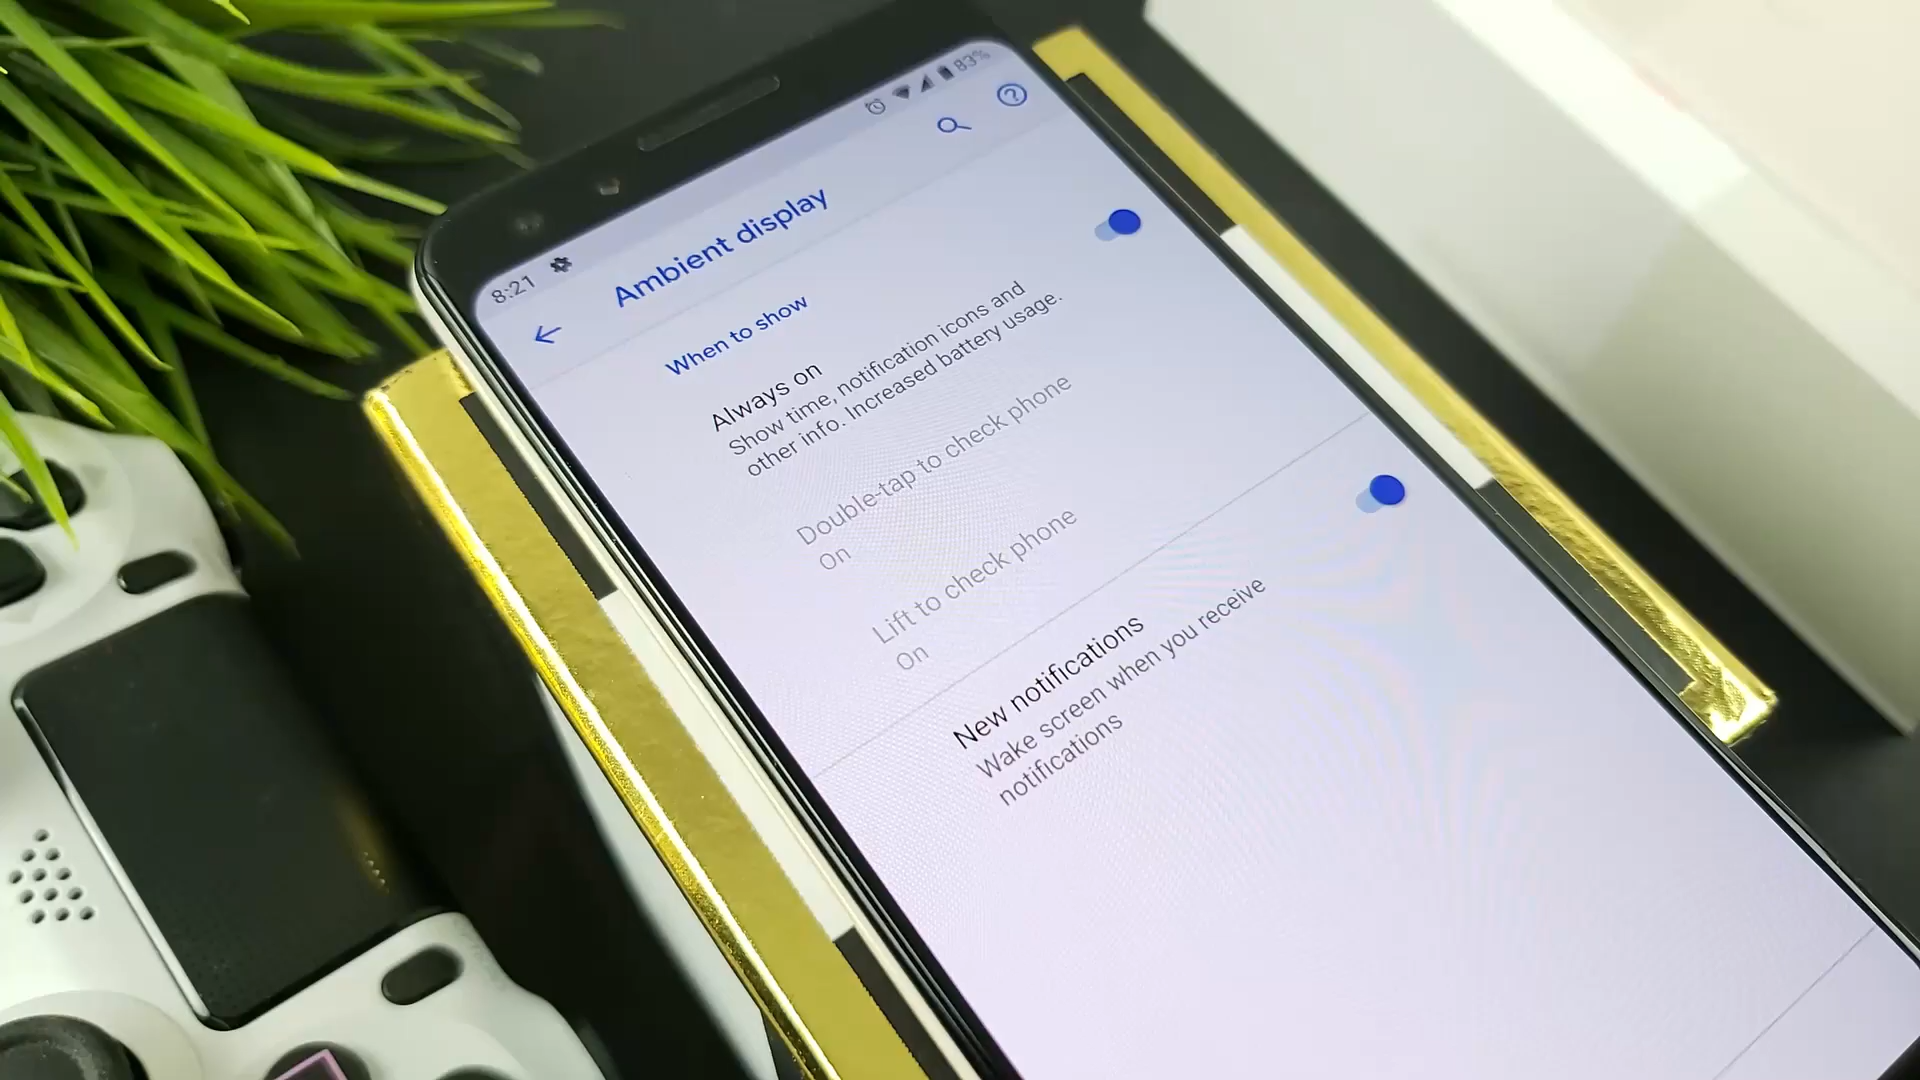 8:21
83%
Ambient display
When to show
Always on
Show time, notification icons and
other info. Increased battery usage.
Double-tap to check phone
On
Lift to check phone
On
New notifications
Wake screen when you receive
notifications